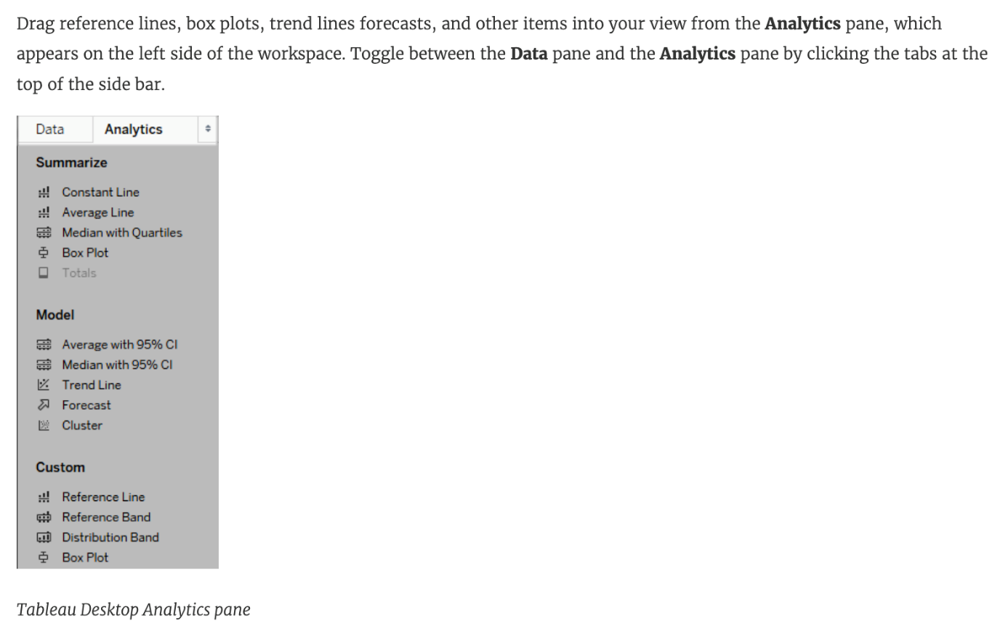 Drag reference lines, box plots, trend lines forecasts, and other items into your view from the Analytics pane, which
appears on the left side of the workspace. Toggle between the Data pane and the Analytics pane by clicking the tabs at the
top of the side bar.
Data Analytics
Summarize
Constant Line
Average Line
Median with Quartiles
Box Plot
Totals
Model
Average with 95% CI
Median with 95% CI
Trend Line
Forecast
Cluster
Custom
Reference Line
Reference Band
Distribution Band
Box Plot
Tableau Desktop Analytics pane